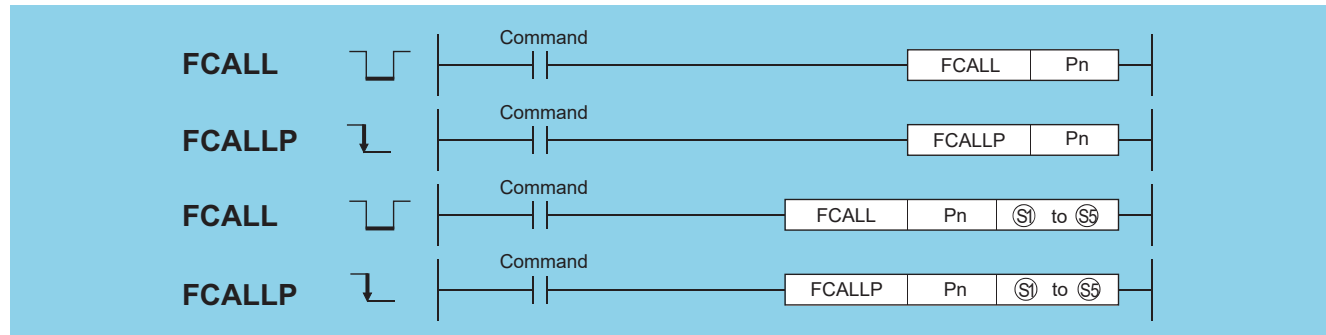 Command
FCALL FCALL Pn
Command
FCALLP FCALLP Pn
Command
FCALL FCALL Pn Ⓢ1 to Ⓢ5
Command
FCALLP FCALLP Pn Ⓢ1 to Ⓢ5